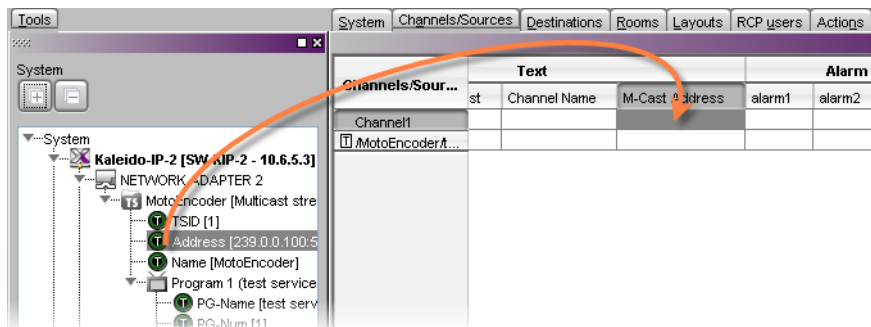 Tools
System
Kaleido-IP-2 [SW-KIP-2 - 10.6.5.3]
NETWORK ADAPTER 2
TS MotoEncoder [Multicast stre
T TSID [1]
T Address [239.0.0.100:5
T Name [MotoEncoder]
Program 1 (test service
T PG-Name [test serv
T PG-Num [1]
System
System Channels/Sources Destinations Rooms Layouts RCP users Actions
Channels/Sour... Text Alarm
st Channel Name M-Cast Address alarm1 alarm2
Channel1
T /MotoEncoder/t...